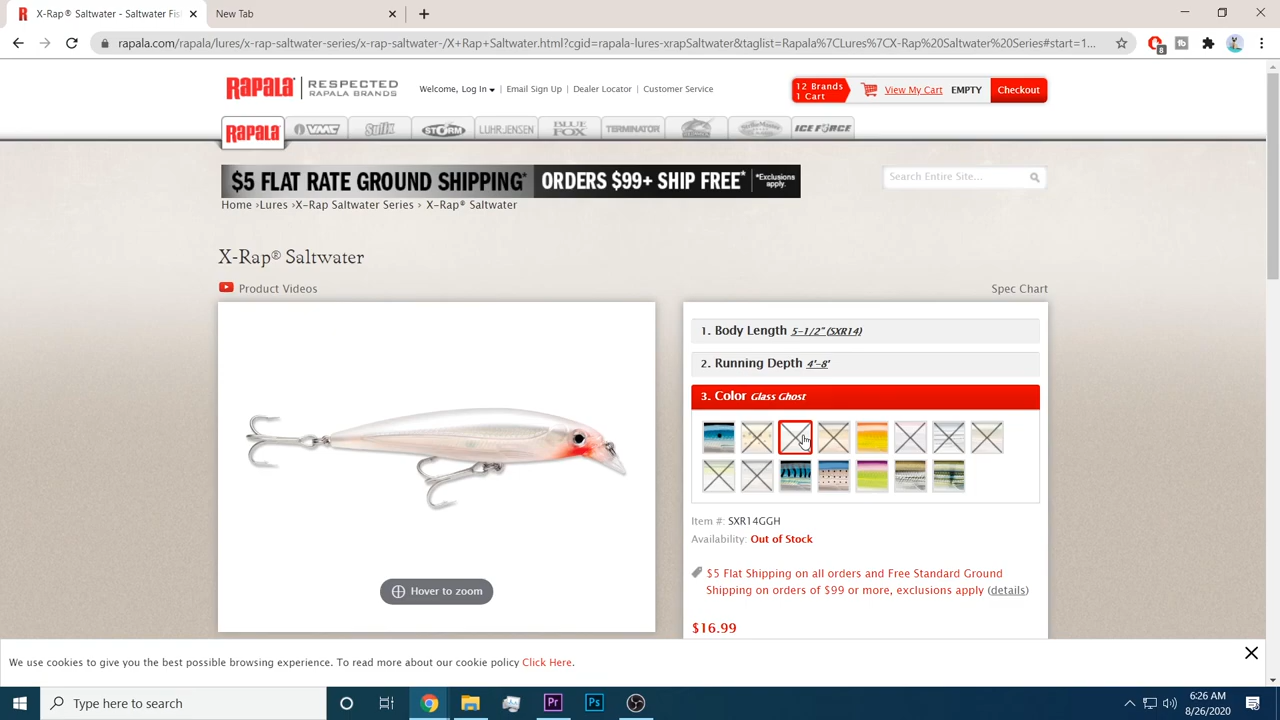 X-Rap® Saltwater - Saltwater Fis
New Tab
rapala.com/rapala/lures/x-rap-saltwater-series/x-rap-saltwater-/X+Rap+Saltwater.html?cgid=rapala-lures-xrapSaltwater&taglist=Rapala%7CLures%7CX-Rap%20Saltwater%20Series#start=1...
8
RAPALA RESPECTED RAPALA BRANDS
Welcome, Log In
Email Sign Up
Dealer Locator
Customer Service
12 Brands
1 Cart
View My Cart EMPTY
Checkout
RAPALA
VMC
Sufix
STORM
LUHR JENSEN
BLUE FOX
TERMINATOR
ICE FORCE
$5 FLAT RATE GROUND SHIPPING* ORDERS $99+ SHIP FREE* *Exclusions apply.
Search Entire Site...
Home ›Lures ›X-Rap Saltwater Series › X-Rap® Saltwater
X-Rap® Saltwater
Product Videos
Spec Chart
1. Body Length 5-1/2" (SXR14)
2. Running Depth 4'-8'
3. Color Glass Ghost
Item #: SXR14GGH
Availability: Out of Stock
$5 Flat Shipping on all orders and Free Standard Ground
Shipping on orders of $99 or more, exclusions apply (details)
$16.99
Hover to zoom
We use cookies to give you the best possible browsing experience. To read more about our cookie policy Click Here.
Type here to search
Pr
Ps
6:26 AM
8/26/2020